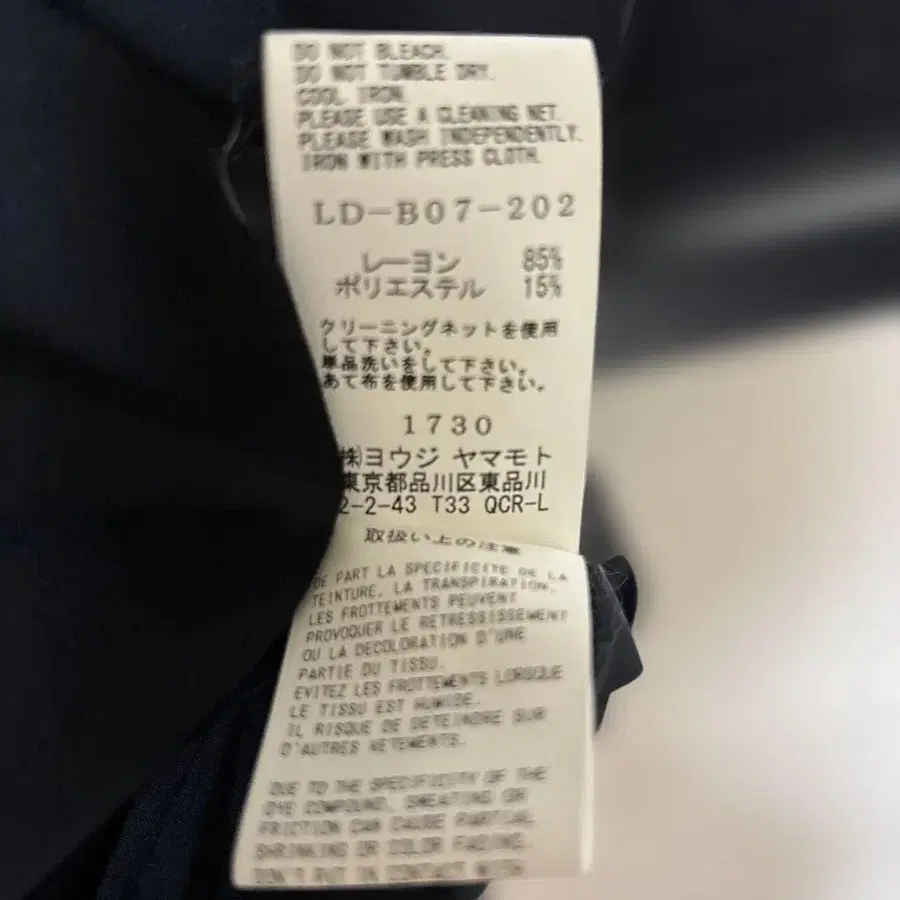 DO NOT BLEACH.
DO NOT TUMBLE DRY.
COOL IRON.
PLEASE USE A CLEANING NET.
PLEASE WASH INDEPENDENTLY.
IRON WITH PRESS CLOTH.
LD-B07-202
レーヨン 85%
ポリエステル 15%
クリーニングネットを使用
して下さい。
単品洗いをして下さい。
あて布を使用して下さい。
1730
㈱ヨウジ ヤマモト
東京都品川区東品川
2-2-43 T33 QCR-L
取扱い上の注意
DE PART LA SPECIFICITE DE LA
TEINTURE, LA TRANSPIRATION,
LES FROTTEMENTS PEUVENT
PROVOQUER LE RETRESSISSEMENT
OU LA DECOLORATION D'UNE
PARTIE DU TISSU.
EVITEZ LES FROTTEMENTS LORSQUE
LE TISSU EST HUMIDE.
IL RISQUE DE DETEINDRE SUR
D'AUTRES VETEMENTS.
DUE TO THE SPECIFICITY OF THE
DYE COMPOUND, SWEATING OR
FRICTION CAN CAUSE PARTIAL
SHRINKING OR COLOR FADING.
DON'T PUT IN CONTACT WITH